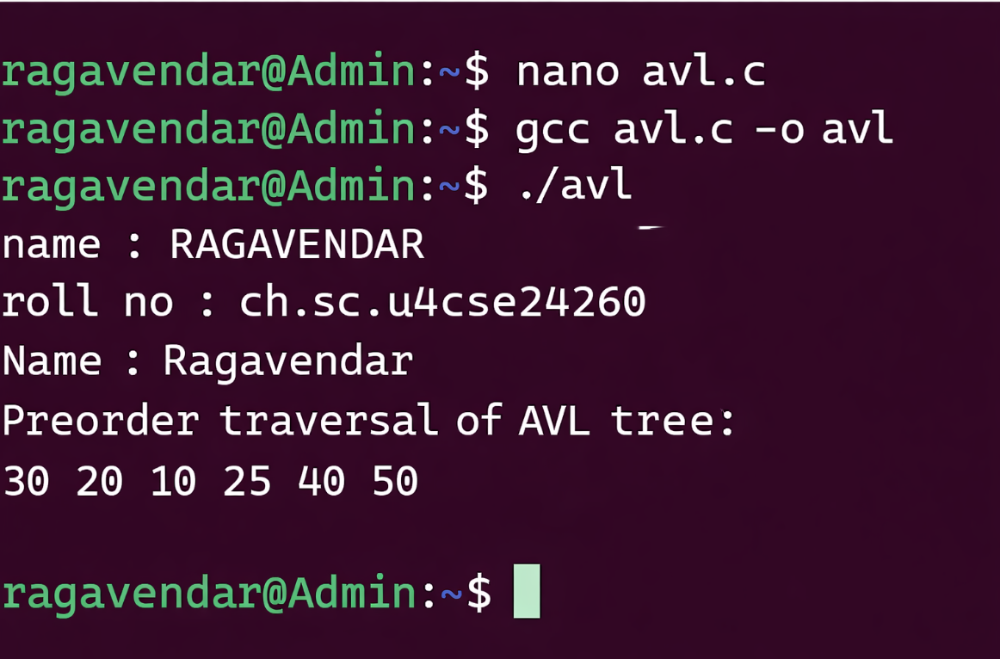 ragavendar@Admin:~$ nano avl.c
ragavendar@Admin:~$ gcc avl.c -o avl
ragavendar@Admin:~$ ./avl
name : RAGAVENDAR
roll no : ch.sc.u4cse24260
Name : Ragavendar
Preorder traversal of AVL tree:
30 20 10 25 40 50
ragavendar@Admin:~$